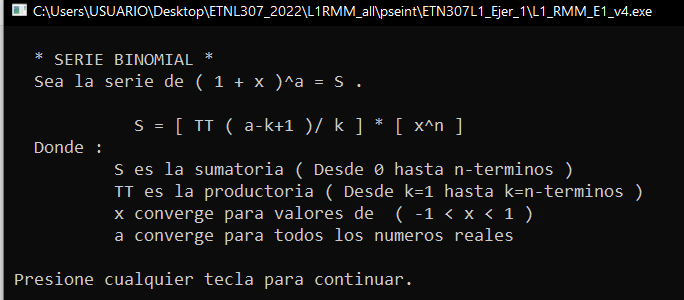 C:\Users\USUARIO\Desktop\ETNL307_2022\L1RMM_all\pseint\ETN307L1_Ejer_1\L1_RMM_E1_v4.exe
* SERIE BINOMIAL *
Sea la serie de ( 1 + x )^a = S .
S = [ TT ( a-k+1 )/ k ] * [ x^n ]
Donde :
S es la sumatoria ( Desde 0 hasta n-terminos )
TT es la productoria ( Desde k=1 hasta k=n-terminos )
x converge para valores de  ( -1 < x < 1 )
a converge para todos los numeros reales
Presione cualquier tecla para continuar.